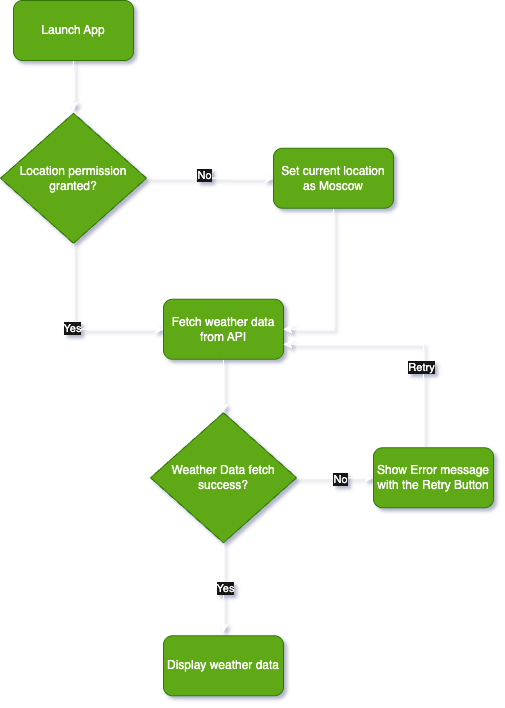 Launch App
Location permission
granted?
No
Set current location
as Moscow
Yes
Fetch weather data
from API
Retry
Weather Data fetch
success?
No
Show Error message
with the Retry Button
Yes
Display weather data